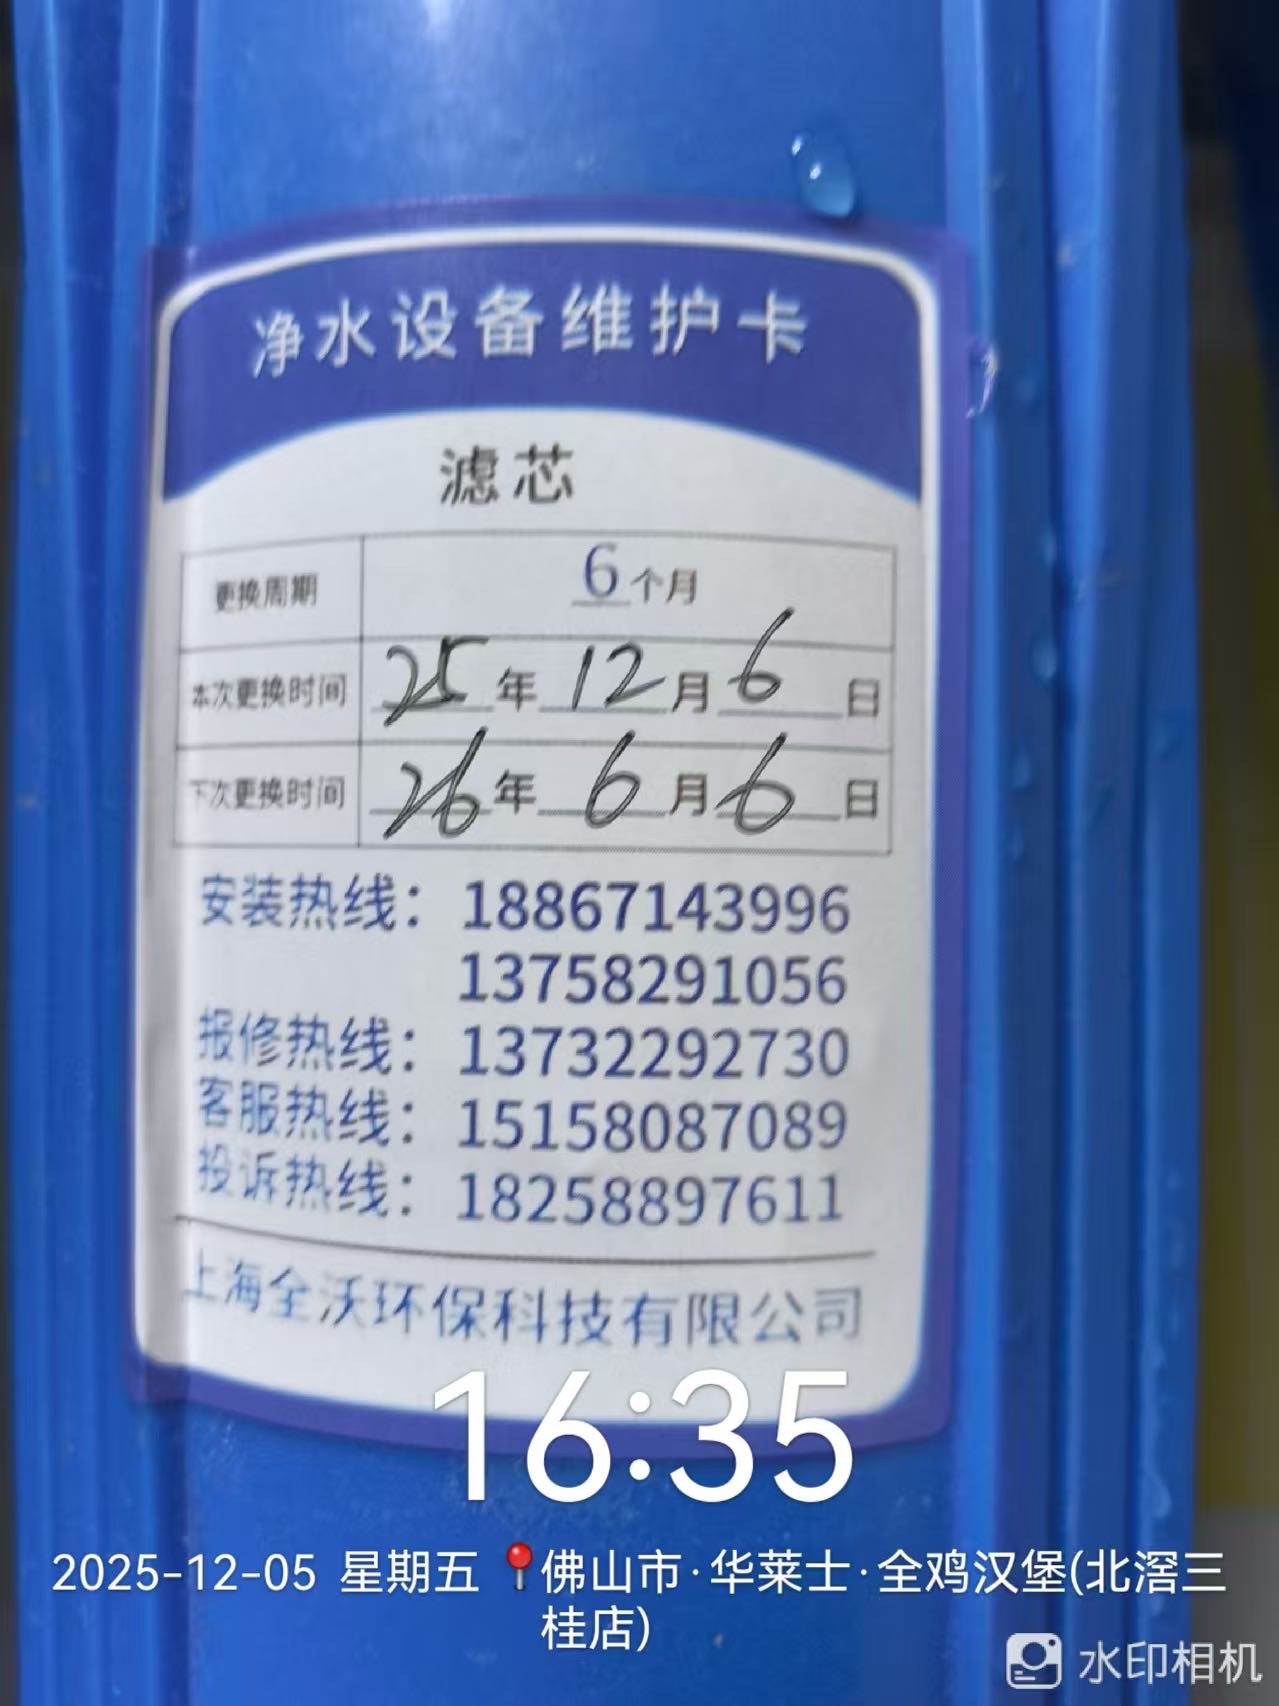 净水设备维护卡
滤芯
更换周期 6个月
本次更换时间 25年12月6日
下次更换时间 26年6月6日
安装热线：18867143996
13758291056
报修热线：13732292730
客服热线：15158087089
投诉热线：18258897611
上海全沃环保科技有限公司
16:35
2025-12-05 星期五 📍佛山市·华莱士·全鸡汉堡(北滘三
桂店)
水印相机